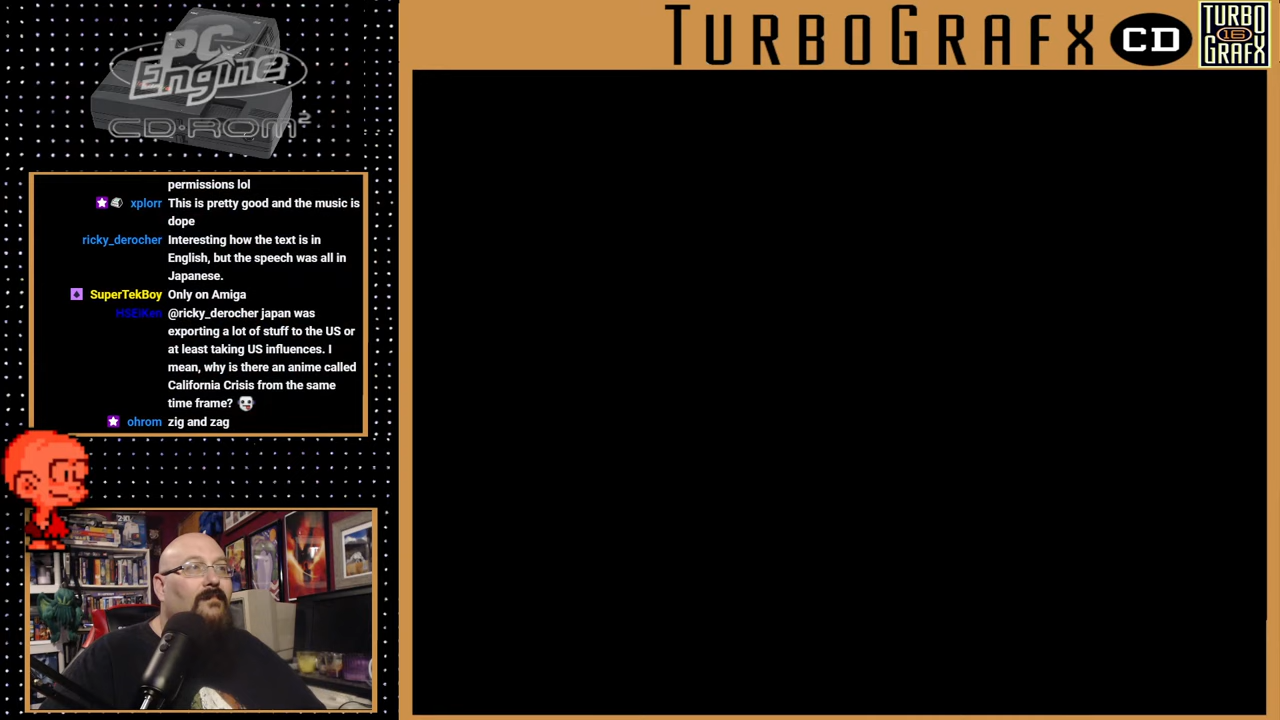 TURBOGRAFX CD
TURBO
16
GRAFX
PC
Engine
CD-ROM²
permissions lol
xplorr This is pretty good and the music is
dope
ricky_derocher Interesting how the text is in
English, but the speech was all in
Japanese.
SuperTekBoy Only on Amiga
HSEiKen @ricky_derocher japan was
exporting a lot of stuff to the US or
at least taking US influences. I
mean, why is there an anime called
California Crisis from the same
time frame?
ohrom zig and zag